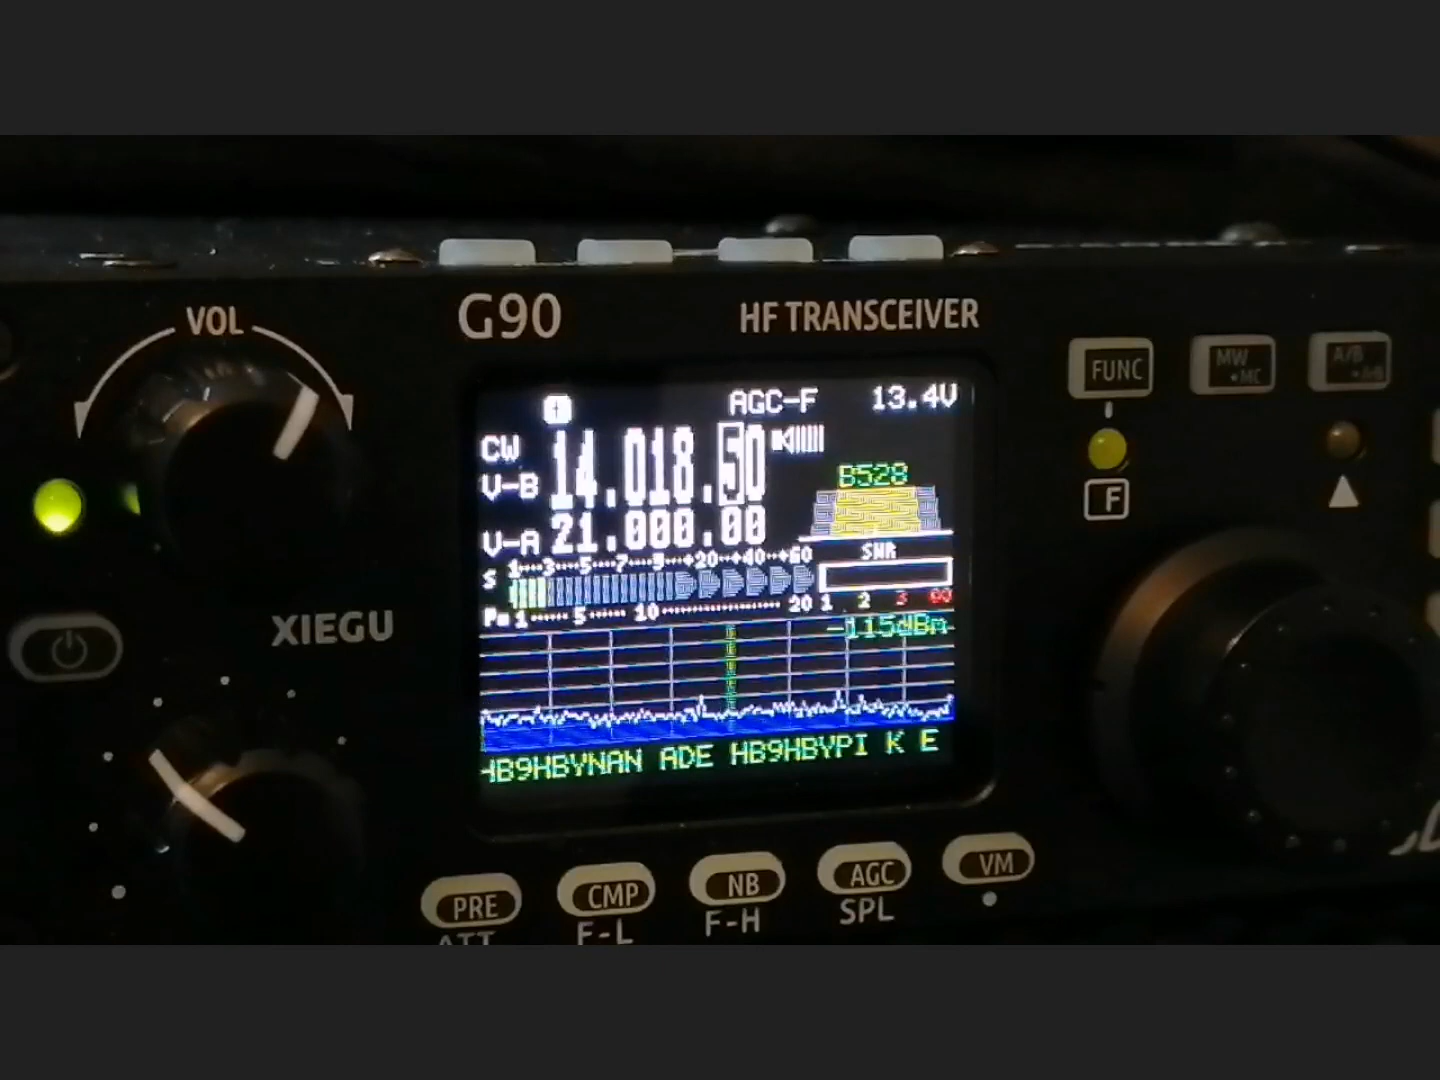 VOL
G90
HF TRANSCEIVER
FUNC
MW
•MC
A/B
F
XIEGU
AGC-F 13.4V
CW
14.018.50
V-B
B528
V-A 21.000.00
SWR
S 1 3 5 7 9 +20 +40 +60
Po 1 5 10 20
1 2 3 ∞
-115dBm
HB9HBYNAN ADE HB9HBYPI K E
PRE
CMP
NB
AGC
VM
ATT
F-L
F-H
SPL